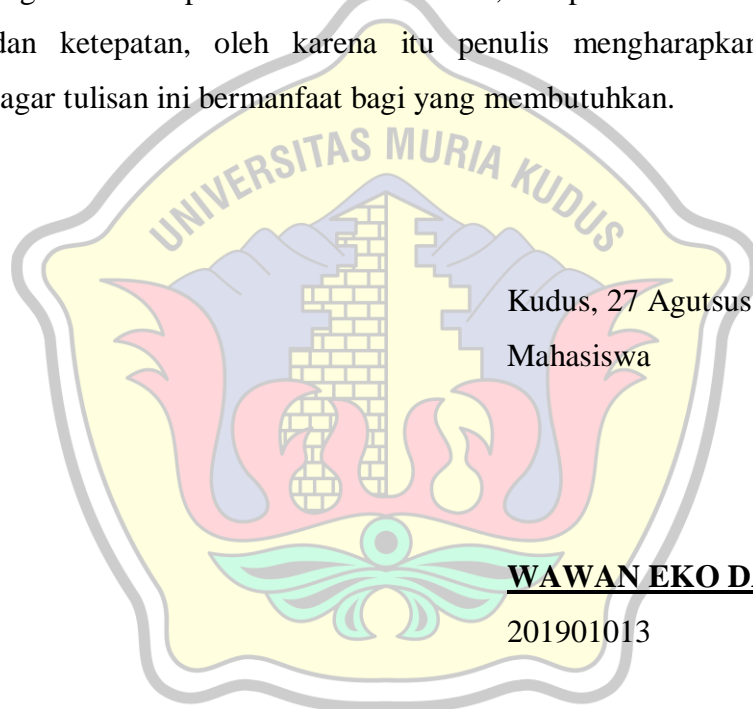 dan ketepatan, oleh karena itu penulis mengharapkan
agar tulisan ini bermanfaat bagi yang membutuhkan.
UNIVERSITAS MURIA KUDUS
Kudus, 27 Agutsus
Mahasiswa
WAWAN EKO
201901013